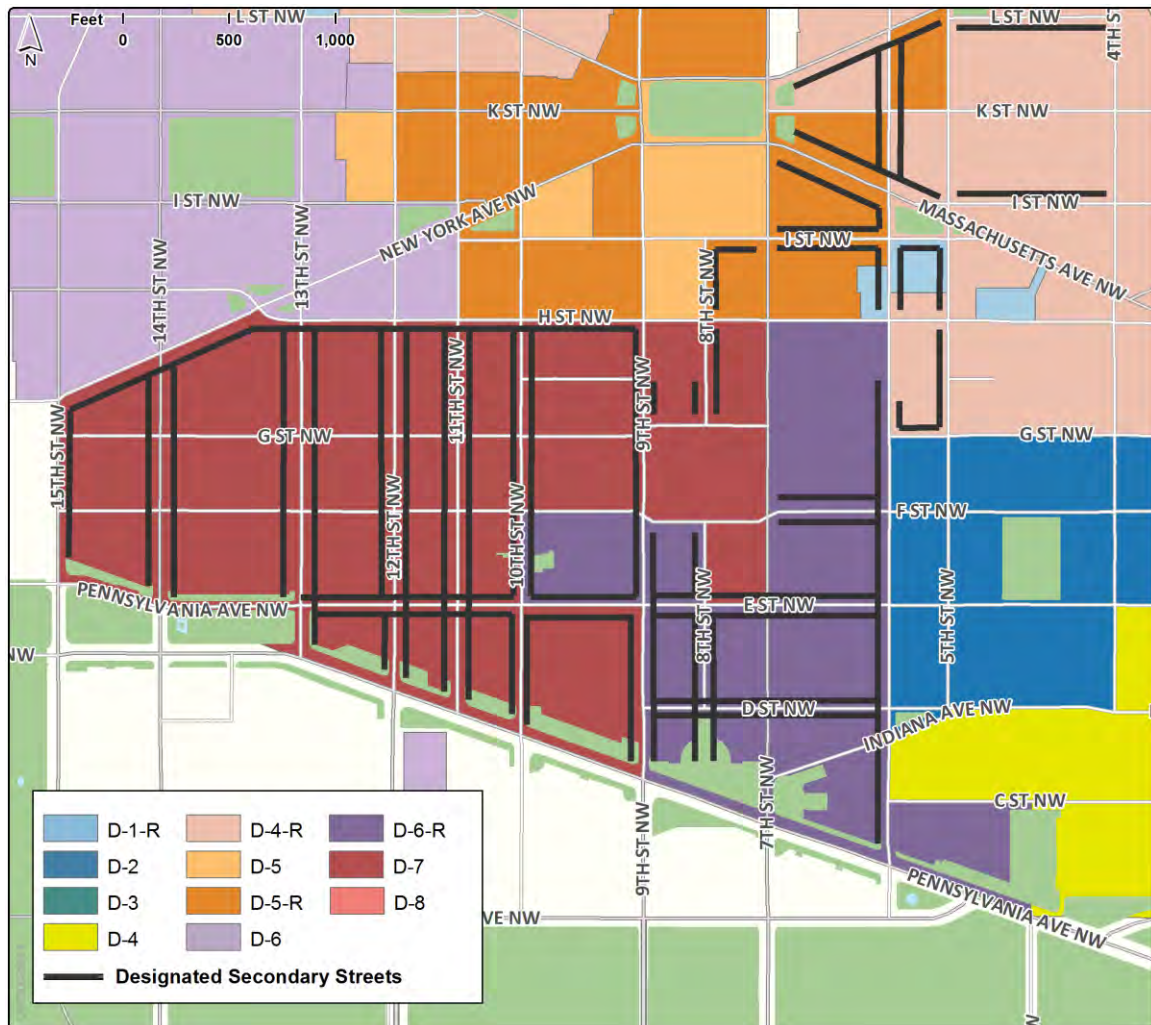 L ST NW
L ST NW
4TH ST
Feet
0 500 1,000
N
K ST NW
K ST NW
I ST NW
I ST NW
NEW YORK AVE NW
MASSACHUSETTS AVE NW
I ST NW
14TH ST NW
13TH ST NW
8TH ST NW
H ST NW
11TH ST NW
9TH ST NW
G ST NW
G ST NW
15TH ST NW
12TH ST NW
10TH ST NW
F ST NW
PENNSYLVANIA AVE NW
E ST NW
8TH ST NW
5TH ST NW
NW
D ST NW
INDIANA AVE NW
7TH ST NW
C ST NW
9TH ST NW
PENNSYLVANIA AVE NW
D-1-R D-4-R D-6-R
D-2 D-5 D-7
D-3 D-5-R D-8
D-4 D-6
VE NW
Designated Secondary Streets
W